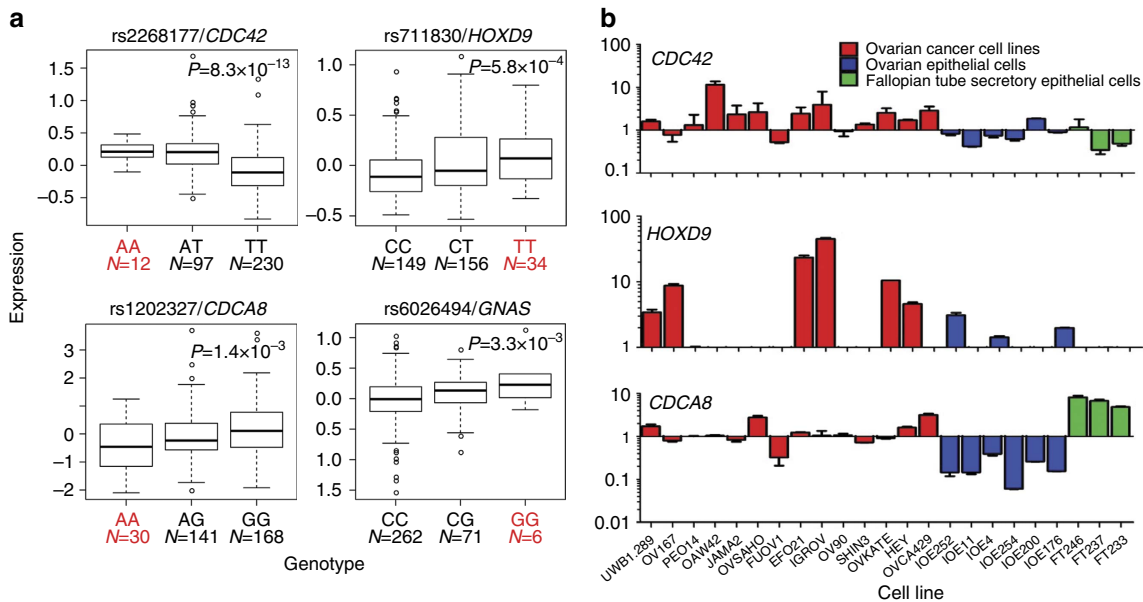 a
rs2268177/CDC42
P=8.3×10⁻¹³
1.5
1.0
0.5
0.0
−0.5
AA AT TT
N=12 N=97 N=230
rs711830/HOXD9
P=5.8×10⁻⁴
1.0
0.5
0.0
−0.5
CC CT TT
N=149 N=156 N=34
Expression
rs1202327/CDCA8
P=1.4×10⁻³
3
2
1
0
−1
−2
AA AG GG
N=30 N=141 N=168
rs6026494/GNAS
P=3.3×10⁻³
1.0
0.5
0.0
0.5
1.0
1.5
CC CG GG
N=262 N=71 N=6
Genotype
b
CDC42
Ovarian cancer cell lines
Ovarian epithelial cells
Fallopian tube secretory epithelial cells
100
10
1
0.1
HOXD9
100
10
1
CDCA8
10
1
0.1
0.01
UWB1.289
OV167
PEO14
OAW42
JAMA2
OVSAHO
FUOV1
EFO21
IGROV
OV90
SHIN3
OVKATE
HEY
OVCA429
IOE252
IOE11
IOE4
IOE254
IOE200
IOE176
FT246
FT237
FT233
Cell line